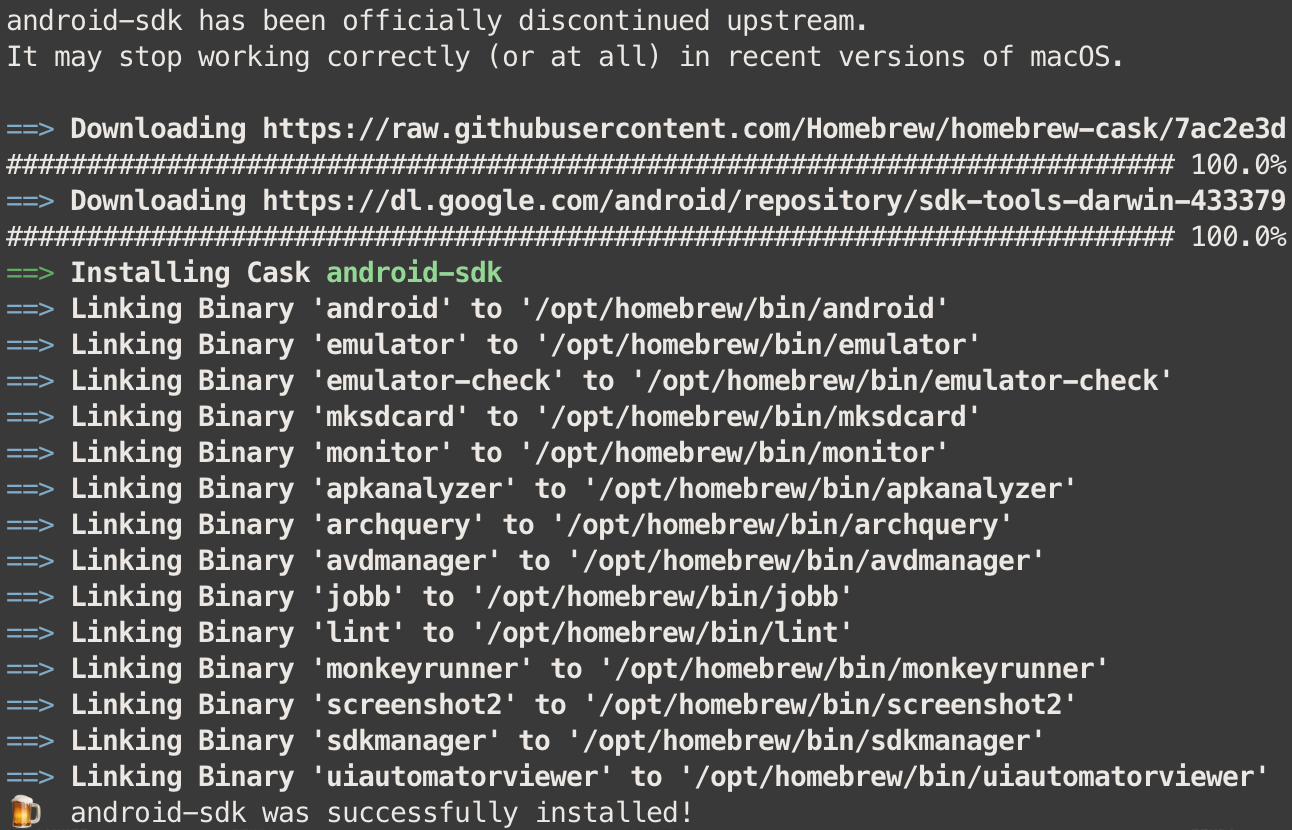 android-sdk has been officially discontinued upstream.
It may stop working correctly (or at all) in recent versions of macOS.
==> Downloading https://raw.githubusercontent.com/Homebrew/homebrew-cask/7ac2e3d
######################################################################### 100.0%
==> Downloading https://dl.google.com/android/repository/sdk-tools-darwin-433379
######################################################################### 100.0%
==> Installing Cask android-sdk
==> Linking Binary 'android' to '/opt/homebrew/bin/android'
==> Linking Binary 'emulator' to '/opt/homebrew/bin/emulator'
==> Linking Binary 'emulator-check' to '/opt/homebrew/bin/emulator-check'
==> Linking Binary 'mksdcard' to '/opt/homebrew/bin/mksdcard'
==> Linking Binary 'monitor' to '/opt/homebrew/bin/monitor'
==> Linking Binary 'apkanalyzer' to '/opt/homebrew/bin/apkanalyzer'
==> Linking Binary 'archquery' to '/opt/homebrew/bin/archquery'
==> Linking Binary 'avdmanager' to '/opt/homebrew/bin/avdmanager'
==> Linking Binary 'jobb' to '/opt/homebrew/bin/jobb'
==> Linking Binary 'lint' to '/opt/homebrew/bin/lint'
==> Linking Binary 'monkeyrunner' to '/opt/homebrew/bin/monkeyrunner'
==> Linking Binary 'screenshot2' to '/opt/homebrew/bin/screenshot2'
==> Linking Binary 'sdkmanager' to '/opt/homebrew/bin/sdkmanager'
==> Linking Binary 'uiautomatorviewer' to '/opt/homebrew/bin/uiautomatorviewer'
🍺 android-sdk was successfully installed!